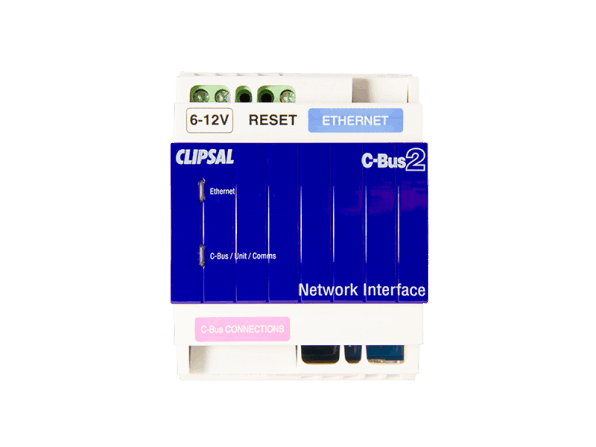 6-12V RESET ETHERNET
CLIPSAL C-Bus2
Ethernet
C-Bus / Unit / Comms
Network Interface
C-Bus CONNECTIONS